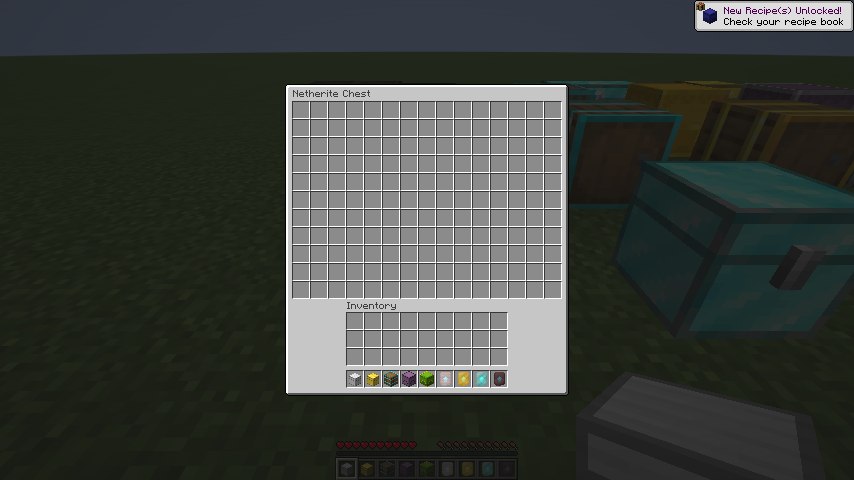 New Recipe(s) Unlocked!
Check your recipe book
Netherite Chest
Inventory